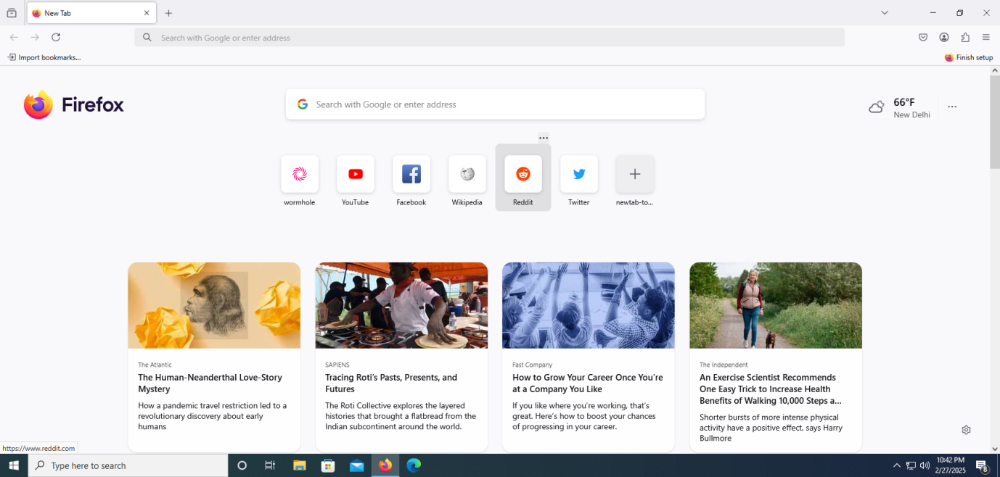 New Tab
Search with Google or enter address
Import bookmarks...
Finish setup
Firefox
Search with Google or enter address
66°F
New Delhi
wormhole
YouTube
Facebook
Wikipedia
Reddit
Twitter
newtab-to...
The Atlantic
The Human-Neanderthal Love-Story
Mystery
How a pandemic travel restriction led to a
revolutionary discovery about early
humans
SAPIENS
Tracing Roti's Pasts, Presents, and
Futures
The Roti Collective explores the layered
histories that brought a flatbread from the
Indian subcontinent around the world.
Fast Company
How to Grow Your Career Once You're
at a Company You Like
If you like where you're working, that's
great. Here's how to boost your chances
of progressing in your career.
The Independent
An Exercise Scientist Recommends
One Easy Trick to Increase Health
Benefits of Walking 10,000 Steps a...
Shorter bursts of more intense physical
activity have a positive effect, says Harry
Bullmore
https://www.reddit.com
Type here to search
10:42 PM
2/27/2025
8